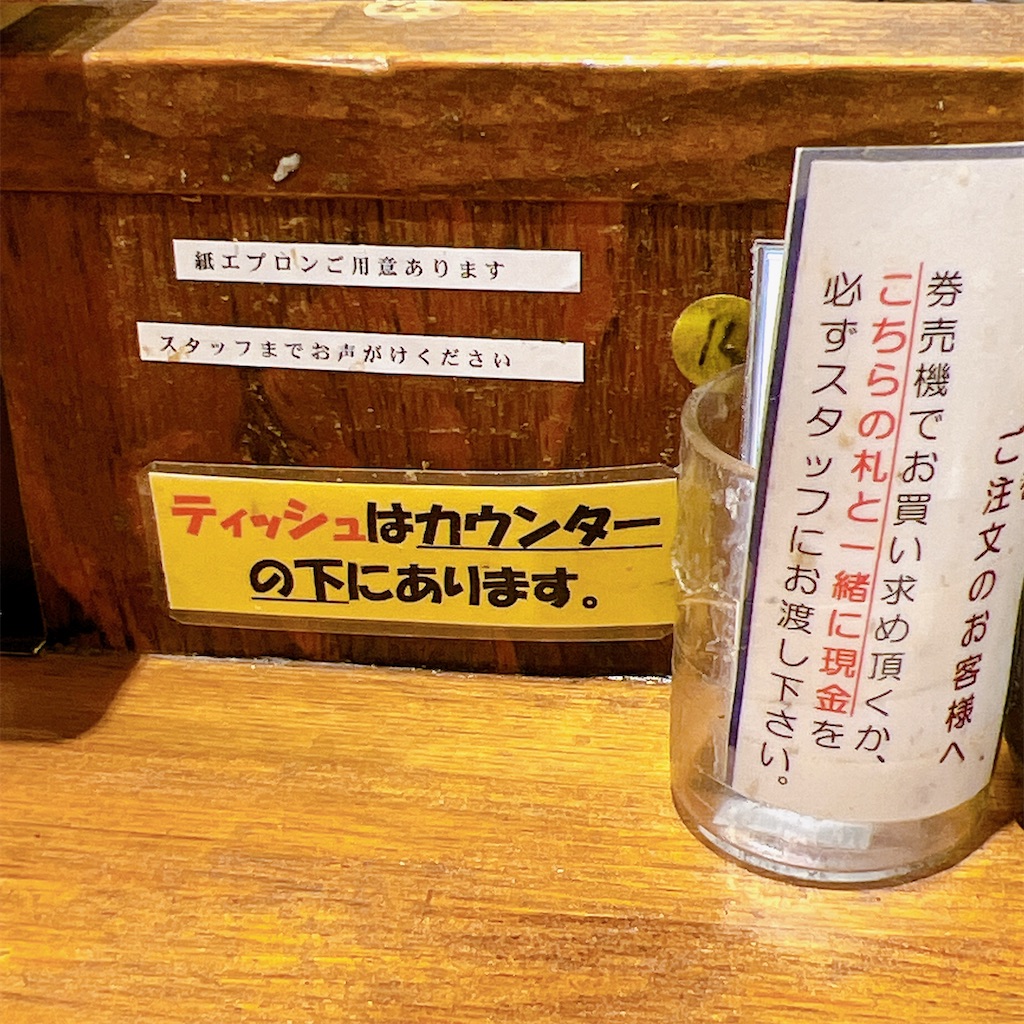 紙エプロンご用意あります
スタッフまでお声がけください
ティッシュはカウンター
の下にあります。
ご注文のお客様へ
券売機でお買い求め頂くか、
こちらの札と一緒に現金を
必ずスタッフにお渡し下さい。